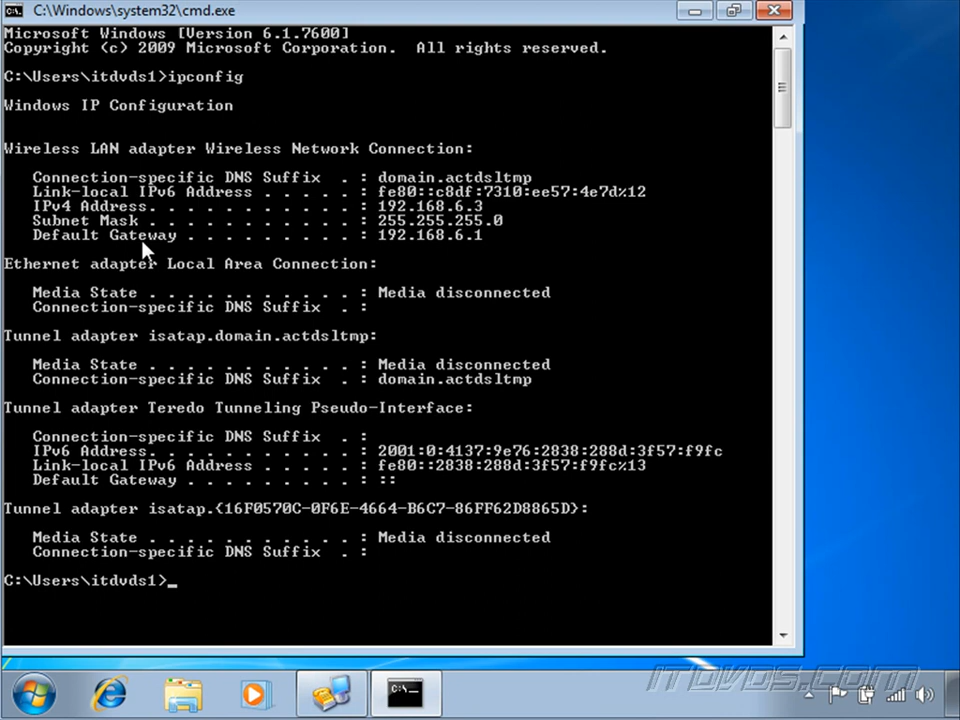 C:\Windows\system32\cmd.exe
Microsoft Windows [Version 6.1.7600]
Copyright (c) 2009 Microsoft Corporation.  All rights reserved.
C:\Users\itdvds1>ipconfig
Windows IP Configuration
Wireless LAN adapter Wireless Network Connection:
Connection-specific DNS Suffix  . : domain.actdsltmp
Link-local IPv6 Address . . . . . : fe80::c8df:7310:ee57:4e7d%12
IPv4 Address. . . . . . . . . . . : 192.168.6.3
Subnet Mask . . . . . . . . . . . : 255.255.255.0
Default Gateway . . . . . . . . . : 192.168.6.1
Ethernet adapter Local Area Connection:
Media State . . . . . . . . . . . : Media disconnected
Connection-specific DNS Suffix  . :
Tunnel adapter isatap.domain.actdsltmp:
Media State . . . . . . . . . . . : Media disconnected
Connection-specific DNS Suffix  . : domain.actdsltmp
Tunnel adapter Teredo Tunneling Pseudo-Interface:
Connection-specific DNS Suffix  . :
IPv6 Address. . . . . . . . . . . : 2001:0:4137:9e76:2838:288d:3f57:f9fc
Link-local IPv6 Address . . . . . : fe80::2838:288d:3f57:f9fc%13
Default Gateway . . . . . . . . . : ::
Tunnel adapter isatap.{16F0570C-0F6E-4664-B6C7-86FF62D8865D}:
Media State . . . . . . . . . . . : Media disconnected
Connection-specific DNS Suffix  . :
C:\Users\itdvds1>_
ITDVDS.COM